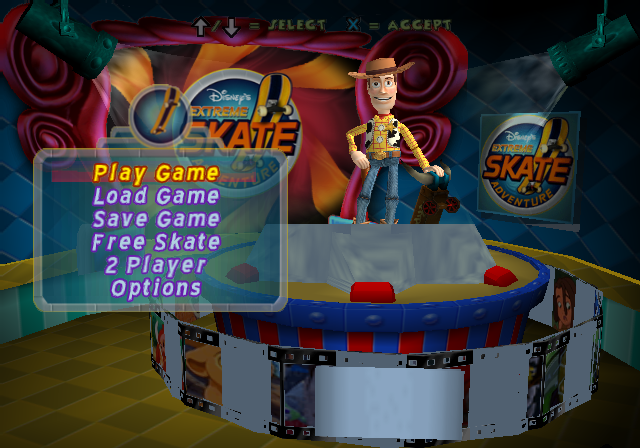 ↑/↓ = SELECT X = ACCEPT
Disney's
EXTREME
SKATE
ADVENTURE
Disney's
EXTREME
SKATE
ADVENTURE
Play Game
Load Game
Save Game
Free Skate
2 Player
Options